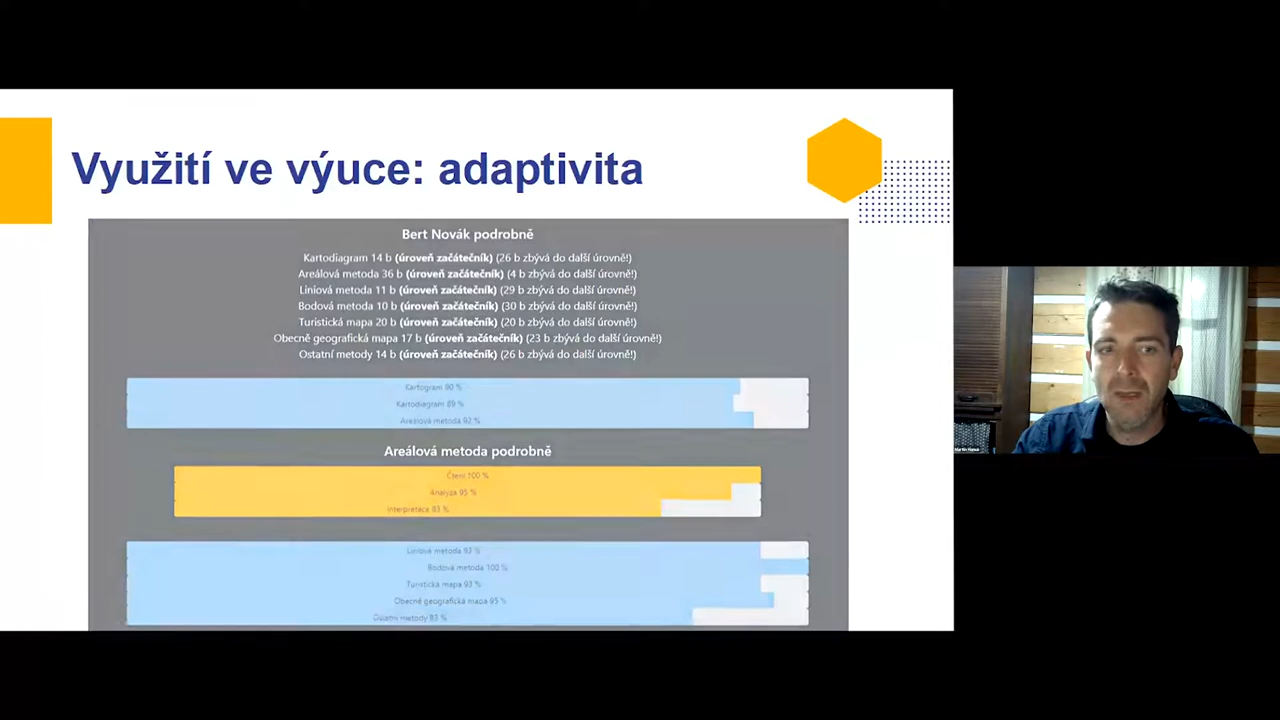 Využití ve výuce: adaptivita
Bert Novák podrobně
Kartodiagram 14 b (úroveň začátečník) (26 b zbývá do další úrovně!)
Areálová metoda 36 b (úroveň začátečník) (4 b zbývá do další úrovně!)
Liniová metoda 11 b (úroveň začátečník) (29 b zbývá do další úrovně!)
Bodová metoda 10 b (úroveň začátečník) (30 b zbývá do další úrovně!)
Turistická mapa 20 b (úroveň začátečník) (20 b zbývá do další úrovně!)
Obecně geografická mapa 17 b (úroveň začátečník) (23 b zbývá do další úrovně!)
Ostatní metody 14 b (úroveň začátečník) (26 b zbývá do další úrovně!)
Kartogram 90 %
Kartodiagram 89 %
Areálová metoda 92 %
Areálová metoda podrobně
Čtení 100 %
Analýza 95 %
Interpretace 83 %
Liniová metoda 93 %
Bodová metoda 100 %
Turistická mapa 93 %
Obecně geografická mapa 95 %
Ostatní metody 83 %
Martin Hanus